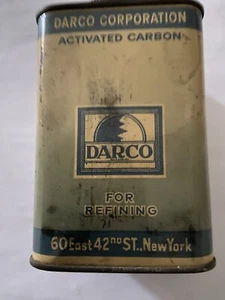 DARCO CORPORATION
ACTIVATED CARBON
DARCO
FOR
REFINING
60 East 42ND ST., New York